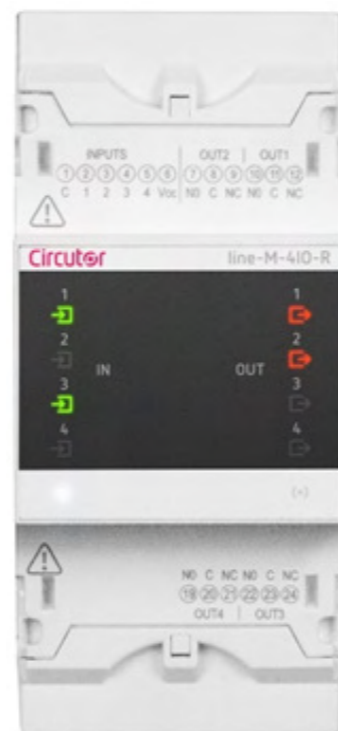 INPUTS OUT2 | OUT1
1 2 3 4 5 6 7 8 9 10 11 12
C 1 2 3 4 Vcc NO C NC NO C NC
Circutor line-M-4IO-R
1 1
2 2
IN OUT
3 3
4 4
NO C NC NO C NC
19 20 21 22 23 24
OUT4 | OUT3